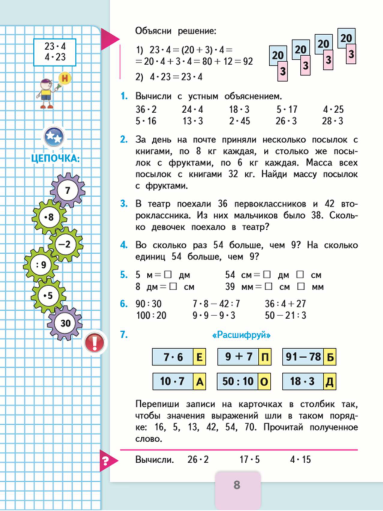 23 · 4
4 · 23
Н
ЦЕПОЧКА:
7
· 8
− 2
: 9
· 5
30
!
Объясни решение:
1) 23 · 4 = (20 + 3) · 4 =
= 20 · 4 + 3 · 4 = 80 + 12 = 92
2) 4 · 23 = 23 · 4
20 3 20 3 20 3 20 3
1. Вычисли с устным объяснением.
36 · 2 24 · 4 18 · 3 5 · 17 4 · 25
5 · 16 13 · 3 2 · 45 26 · 3 28 · 3
2. За день на почте приняли несколько посылок с
книгами, по 8 кг каждая, и столько же посы-
лок с фруктами, по 6 кг каждая. Масса всех
посылок с книгами 32 кг. Найди массу посылок
с фруктами.
3. В театр поехали 36 первоклассников и 42 вто-
роклассника. Из них мальчиков было 38. Сколь-
ко девочек поехали в театр?
4. Во сколько раз 54 больше, чем 9? На сколько
единиц 54 больше, чем 9?
5. 5 м = □ дм 54 см = □ дм □ см
8 дм = □ см 39 мм = □ см □ мм
6. 90 : 30 7 · 8 − 42 : 7 36 : 4 + 27
100 : 20 9 · 9 − 9 · 3 50 − 21 : 3
7. «Расшифруй»
7 · 6 Е 9 + 7 П 91 − 78 Б
10 · 7 А 50 : 10 О 18 · 3 Д
Перепиши записи на карточках в столбик так,
чтобы значения выражений шли в таком поряд-
ке: 16, 5, 13, 42, 54, 70. Прочитай полученное
слово.
? Вычисли. 26 · 2 17 · 5 4 · 15
8